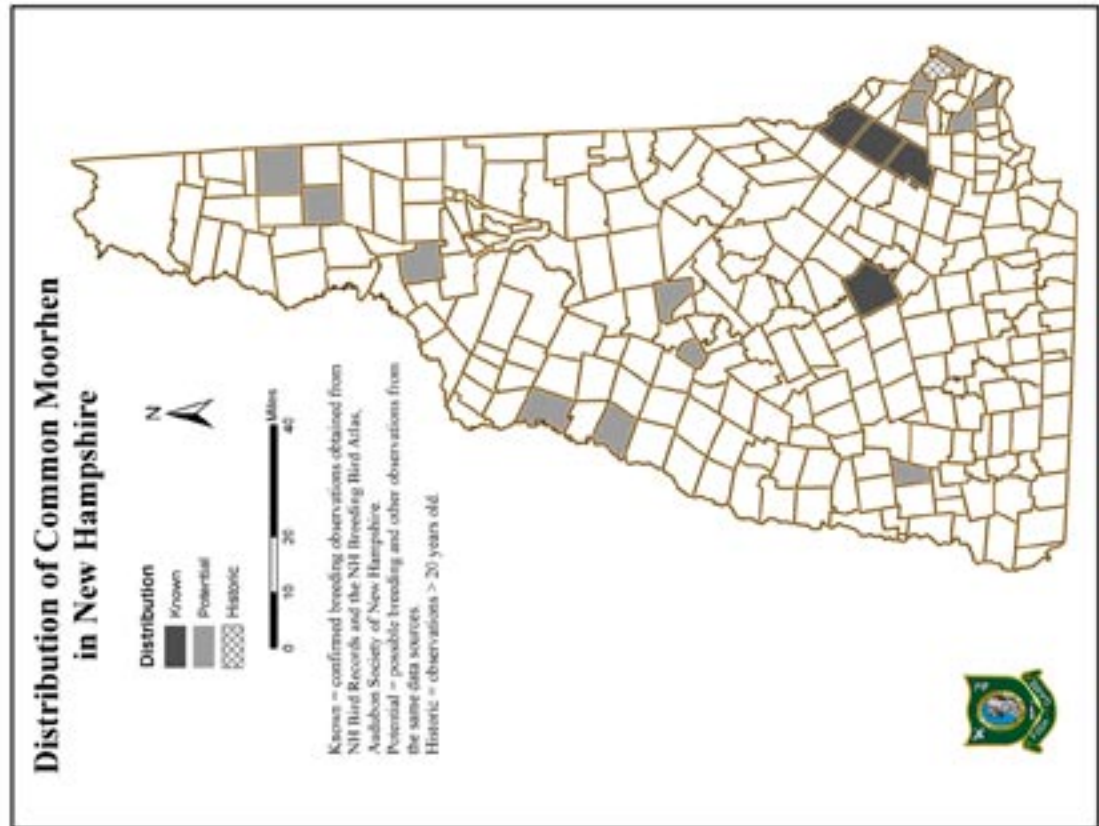 Distribution of Common Moorhen
in New Hampshire
N
Distribution
Known
Potential
Historic
0 10 20 40
Miles
Known = confirmed breeding observations obtained from
NH Bird Records and the NH Breeding Bird Atlas,
Audubon Society of New Hampshire.
Potential = possible breeding and other observations from
the same data sources.
Historic = observations > 20 years old.